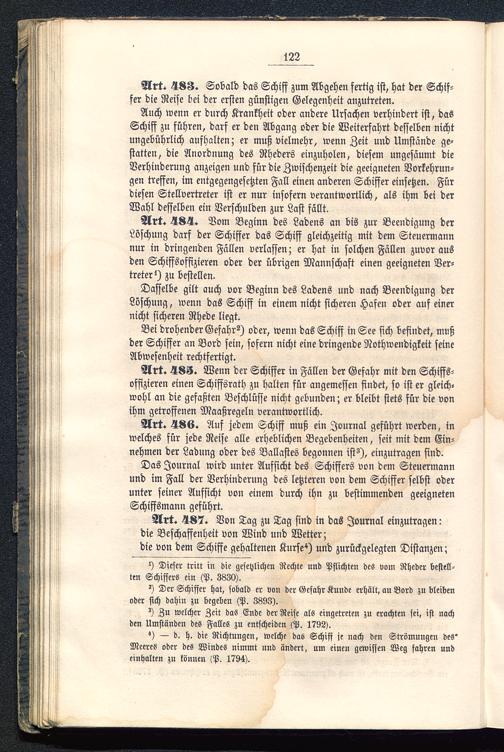 122
Art. 483. Sobald das Schiff zum Abgehen fertig ist, hat der Schif-
fer die Reise bei der ersten günstigen Gelegenheit anzutreten.
Auch wenn er durch Krankheit oder andere Ursachen verhindert ist, das
Schiff zu führen, darf er den Abgang oder die Weiterfahrt desselben nicht
ungebührlich aufhalten; er muß vielmehr, wenn Zeit und Umstände ge-
statten, die Anordnung des Rheders einzuholen, diesem ungesäumt die
Verhinderung anzeigen und für die Zwischenzeit die geeigneten Vorkehrun-
gen treffen, im entgegengesetzten Fall einen anderen Schiffer einsetzen. Für
diesen Stellvertreter ist er nur insofern verantwortlich, als ihm bei der
Wahl desselben ein Verschulden zur Last fällt.
Art. 484. Vom Beginn des Ladens an bis zur Beendigung der
Löschung darf der Schiffer das Schiff gleichzeitig mit dem Steuermann
nur in dringenden Fällen verlassen; er hat in solchen Fällen zuvor aus
den Schiffsoffizieren oder der übrigen Mannschaft einen geeigneten Ver-
treter¹) zu bestellen.
Dasselbe gilt auch vor Beginn des Ladens und nach Beendigung der
Löschung, wenn das Schiff in einem nicht sicheren Hafen oder auf einer
nicht sicheren Rhede liegt.
Bei drohender Gefahr²) oder, wenn das Schiff in See sich befindet, muß
der Schiffer an Bord sein, sofern nicht eine dringende Nothwendigkeit seine
Abwesenheit rechtfertigt.
Art. 485. Wenn der Schiffer in Fällen der Gefahr mit den Schiffs-
offizieren einen Schiffsrath zu halten für angemessen findet, so ist er gleich-
wohl an die gefaßten Beschlüsse nicht gebunden; er bleibt stets für die von
ihm getroffenen Maaßregeln verantwortlich.
Art. 486. Auf jedem Schiff muß ein Journal geführt werden, in
welches für jede Reise alle erheblichen Begebenheiten, seit mit dem Ein-
nehmen der Ladung oder des Ballastes begonnen ist³), einzutragen sind.
Das Journal wird unter Aufsicht des Schiffers von dem Steuermann
und im Fall der Verhinderung des letzteren von dem Schiffer selbst oder
unter seiner Aufsicht von einem durch ihn zu bestimmenden geeigneten
Schiffsmann geführt.
Art. 487. Von Tag zu Tag sind in das Journal einzutragen:
die Beschaffenheit von Wind und Wetter;
die von dem Schiffe gehaltenen Kurse⁴) und zurückgelegten Distanzen;
¹) Dieser tritt in die gesetzlichen Rechte und Pflichten des vom Rheder bestell-
ten Schiffers ein (P. 3830).
²) Der Schiffer hat, sobald er von der Gefahr Kunde erhält, an Bord zu bleiben
oder sich dahin zu begeben (P. 3893).
³) Zu welcher Zeit das Ende der Reise als eingetreten zu erachten sei, ist nach
den Umständen des Falles zu entscheiden (P. 1792).
⁴) — d. h. die Richtungen, welche das Schiff je nach den Strömungen des
Meeres oder des Windes nimmt und ändert, um einen gewissen Weg fahren und
einhalten zu können (P. 1794).